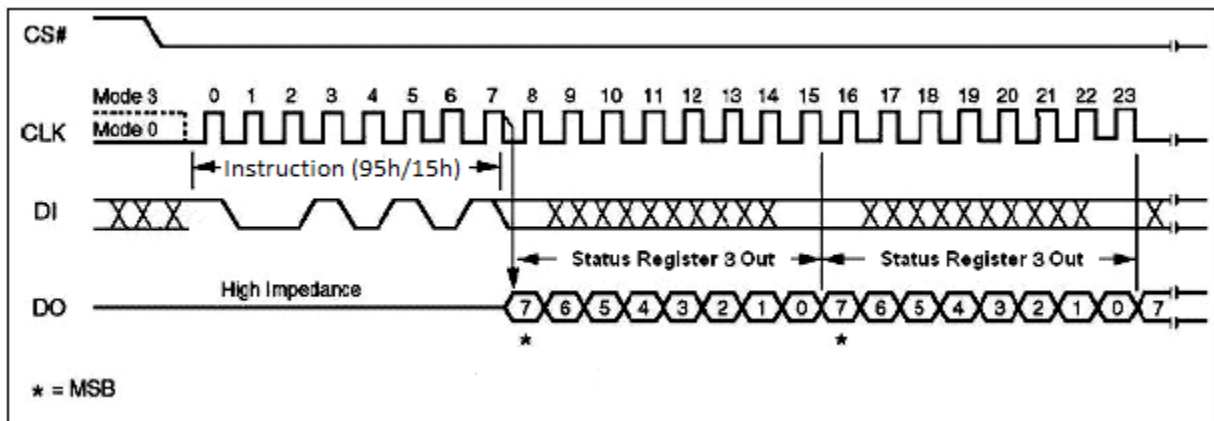 CS#
Mode 3 0 1 2 3 4 5 6 7 8 9 10 11 12 13 14 15 16 17 18 19 20 21 22 23
CLK Mode 0
Instruction (95h/15h)
DI
Status Register 3 Out Status Register 3 Out
High Impedance
DO 7 6 5 4 3 2 1 0 7 6 5 4 3 2 1 0 7
* *
* = MSB